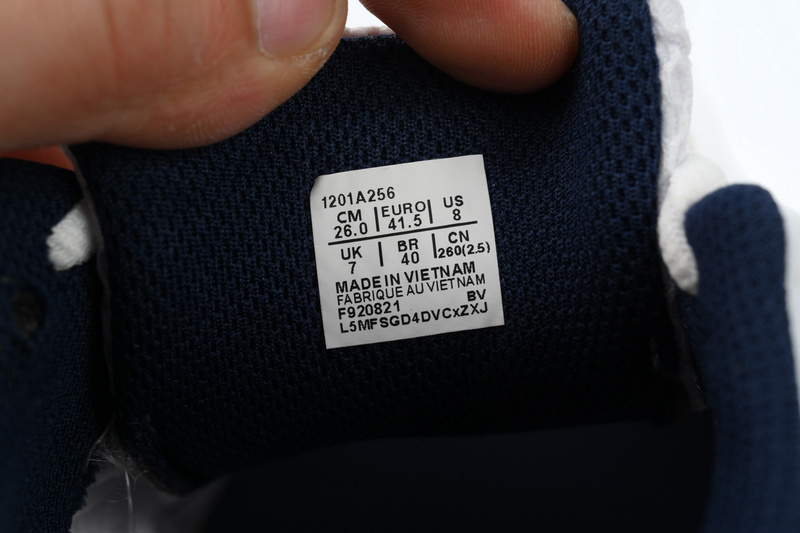 1201A256
CM EURO US
26.0 41.5 8
UK BR CN
7 40 260(2.5)
MADE IN VIETNAM
FABRIQUE AU VIETNAM
F920821 BV
L5MFSGD4DVCxZXJ